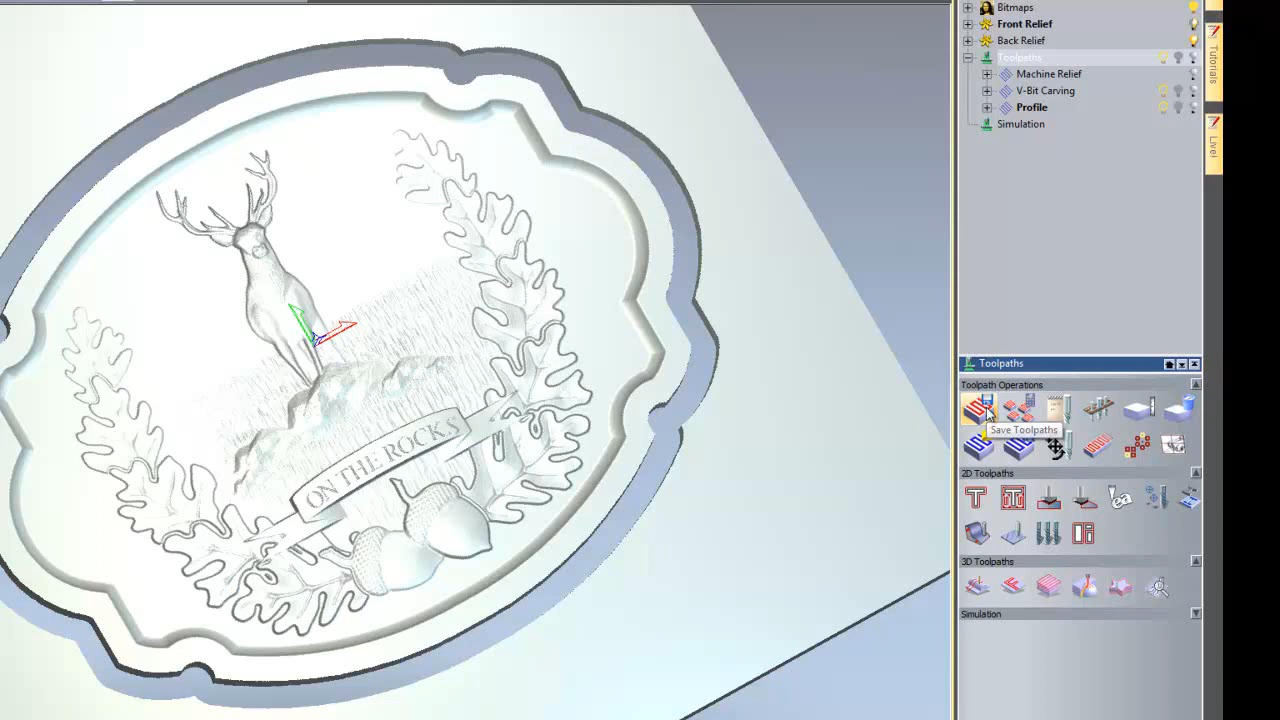 Bitmaps
Front Relief
Back Relief
Toolpaths
Machine Relief
V-Bit Carving
Profile
Simulation
Tutorials
Live!
ON THE ROCKS
Toolpaths
Toolpath Operations
Save Toolpaths
2D Toolpaths
3D Toolpaths
Simulation